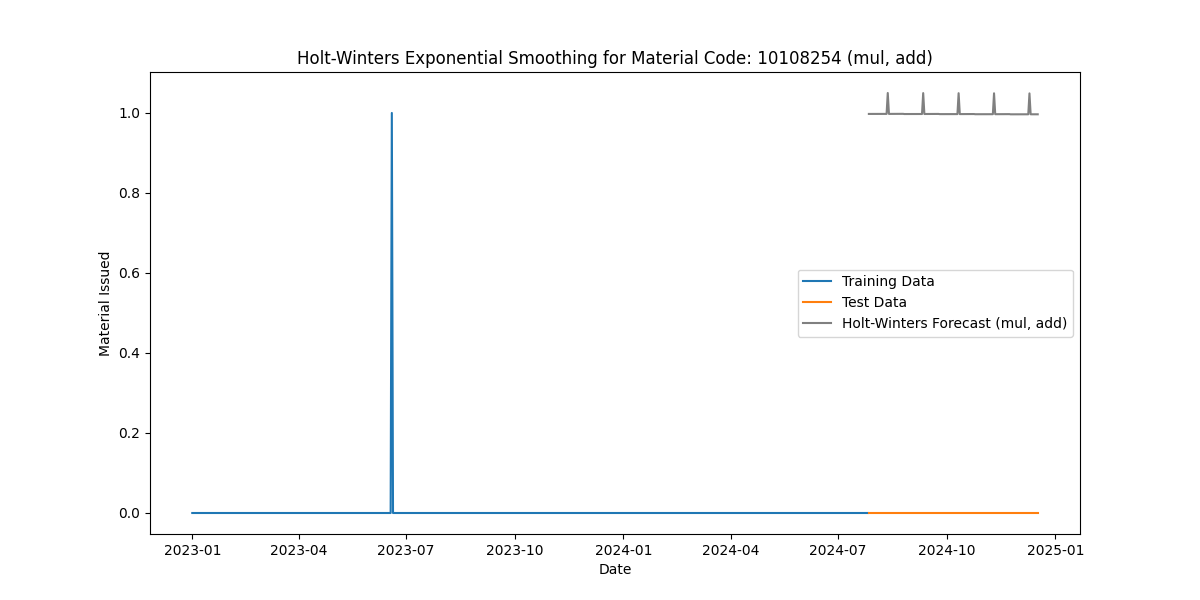 Holt-Winters Exponential Smoothing for Material Code: 10108254 (mul, add)
1.0
0.8
0.6
0.4
0.2
0.0
Material Issued
Training Data
Test Data
Holt-Winters Forecast (mul, add)
2023-01 2023-04 2023-07 2023-10 2024-01 2024-04 2024-07 2024-10 2025-01
Date